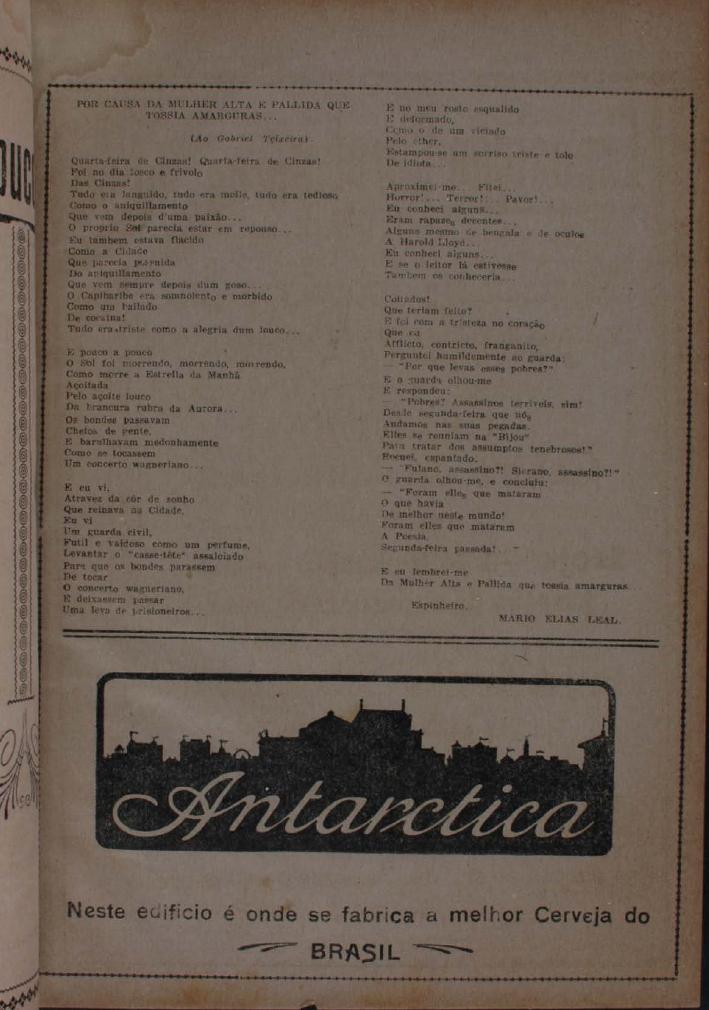 POR CAUSA DA MULHER ALTA E PALLIDA QUE
TOSSIA AMARGURAS...
(Ao Gabriel Teixeira).
Quarta-feira de Cinzas! Quarta-feira de Cinzas!
Foi no dia fosco e frivolo
Das Cinzas!
Tudo era languido, tudo era molle, tudo era tedioso
Como o aniquillamento
Que vem depois d'uma paixão...
O proprio Sol parecia estar em repouso...
Eu tambem estava flacido
Como a Cidade
Que parecia possuida
Do aniquillamento
Que vem sempre depois dum goso...
O Capibaribe era somnolento e morbido
Como um bailado
De cocaina!
Tudo era triste como a alegria dum louco...
E pouco a pouco
O Sol foi morrendo, morrendo, morrendo,
Como morre a Estrella da Manhã
Açoitada
Pelo açoite louco
Da brancura rubra da Aurora...
Os bondes passavam
Cheios de gente,
E barulhavam medonhamente
Como se tocassem
Um concerto wagneriano...
E eu vi,
Atravez da côr de sonho
Que reinava na Cidade,
Eu vi
Um guarda civil,
Futil e vaidoso como um perfume,
Levantar o "casse-tête" assalciado
Para que os bondes parassem
De tocar
O concerto wagneriano,
E deixassem passar
Uma leva de prisioneiros...
E no meu rosto esqualido
E deformado,
Como o de um viciado
Pelo ether,
Estampou-se um sorriso triste e tolo
De idiota...
Aproximei-me... Fitei...
Horror!... Terror!... Pavor!...
Eu conheci alguns...
Eram rapazes decentes...
Alguns mesmo de bengala e de oculos
A Harold Lloyd...
Eu conheci alguns...
E se o leitor lá estivesse
Tambem os conheceria...
Coitados!
Que teriam feito?
E foi com a tristeza no coração
Que eu
Afflicto, contricto, franganito,
Perguntei humildemente ao guarda:
— "Por que levas esses pobres?"
E o guarda olhou-me
E respondeu:
— "Pobres? Assassinos terriveis, sim!
Desde segunda-feira que nós
Andamos nas suas pegadas.
Elles se reuniam na "Bijou"
Para tratar dos assumptos tenebrosos!"
Recuei, espantado.
— "Fulano, assassino?! Sicrano, assassino?!"
O guarda olhou-me, e concluiu:
— "Foram elles que mataram
O que havia
De melhor neste mundo!
Foram elles que mataram
A Poesia,
Segunda-feira passada!..."
E eu lembrei-me
Da Mulher Alta e Pallida que tossia amarguras...
Espinheiro.
MARIO ELIAS LEAL.
Antarctica
Neste edificio é onde se fabrica a melhor Cerveja do
BRASIL